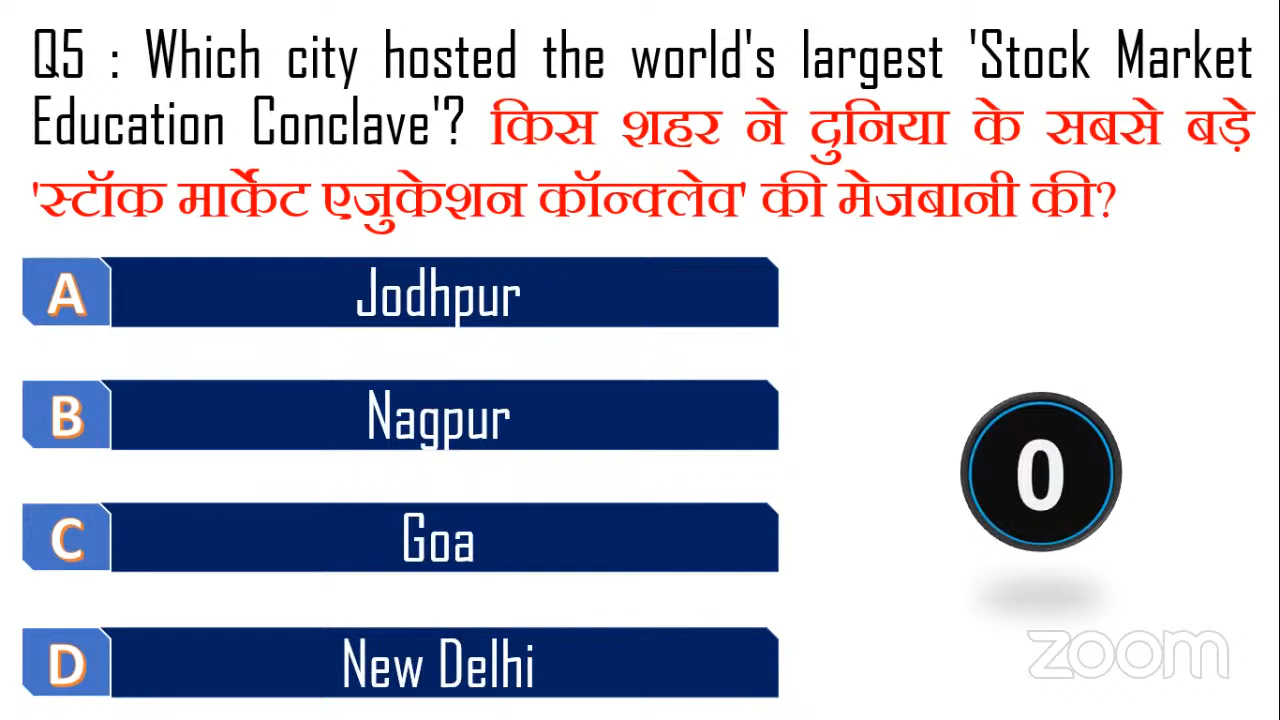 Q5 : Which city hosted the world's largest 'Stock Market
Education Conclave'? किस शहर ने दुनिया के सबसे बड़े
'स्टॉक मार्केट एजुकेशन कॉन्क्लेव' की मेजबानी की?
A Jodhpur
B Nagpur
C Goa
0
D New Delhi
zoom